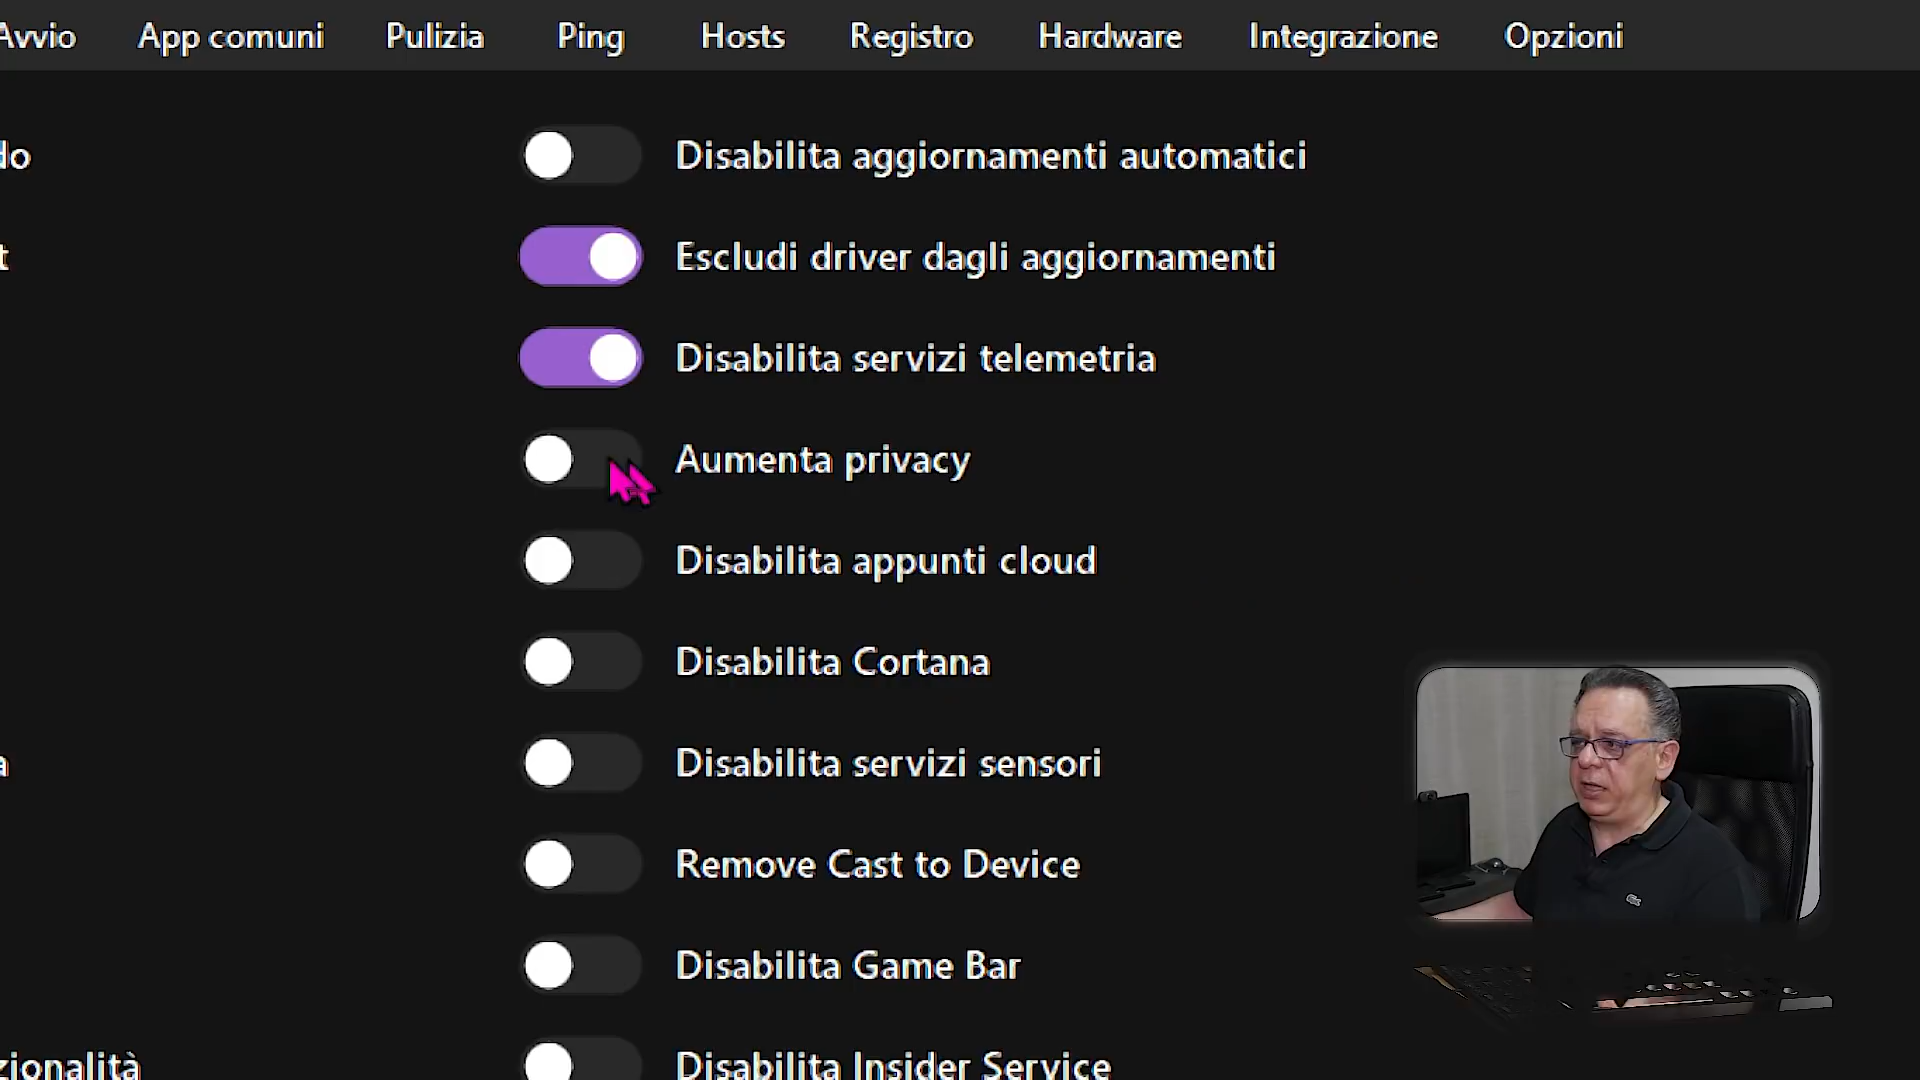 Avvio App comuni Pulizia Ping Hosts Registro Hardware Integrazione Opzioni
Disabilita aggiornamenti automatici
Escludi driver dagli aggiornamenti
Disabilita servizi telemetria
Aumenta privacy
Disabilita appunti cloud
Disabilita Cortana
Disabilita servizi sensori
Remove Cast to Device
Disabilita Game Bar
zionalità
Disabilita Insider Service